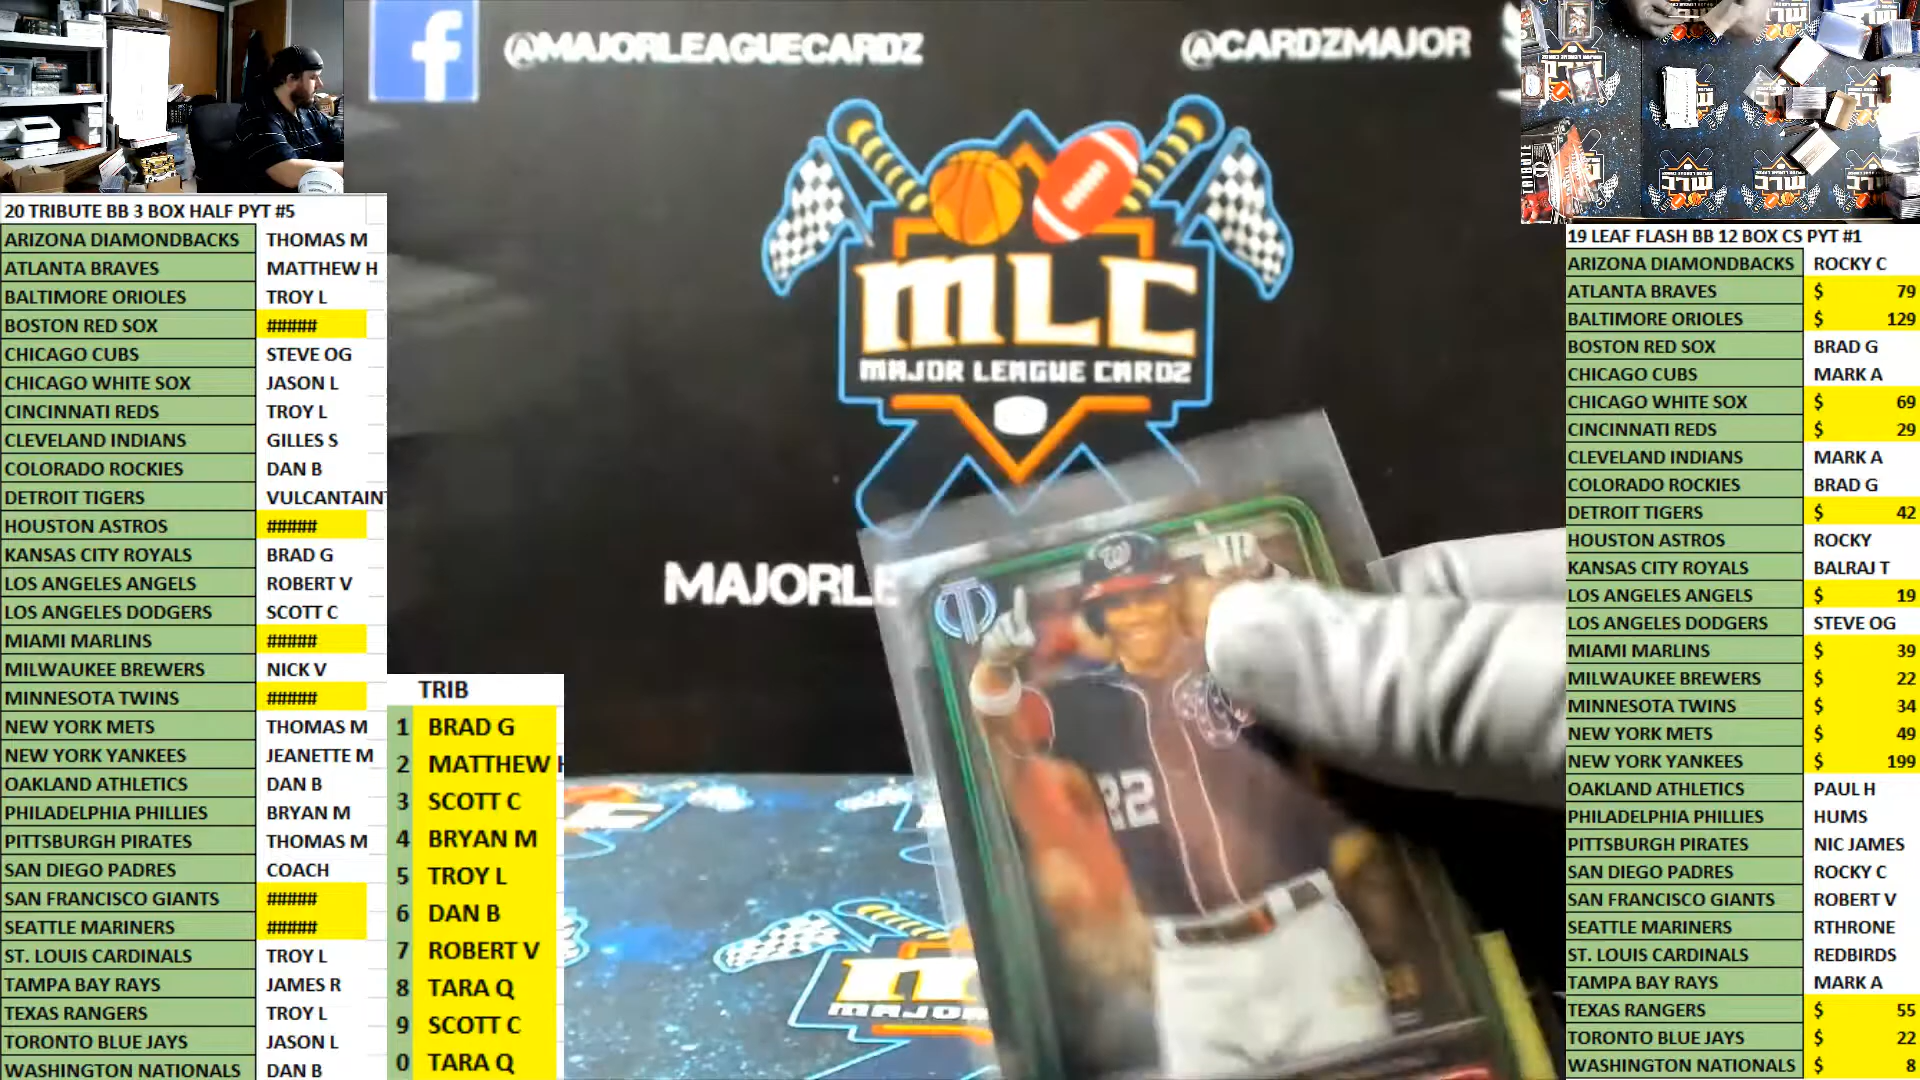 @MAJORLEAGUECARDZ
@CARDZMAJOR
MLC
MAJOR LEAGUE CARDZ
MAJORLE
22
20 TRIBUTE BB 3 BOX HALF PYT #5
ARIZONA DIAMONDBACKS THOMAS M
ATLANTA BRAVES MATTHEW H
BALTIMORE ORIOLES TROY L
BOSTON RED SOX #####
CHICAGO CUBS STEVE OG
CHICAGO WHITE SOX JASON L
CINCINNATI REDS TROY L
CLEVELAND INDIANS GILLES S
COLORADO ROCKIES DAN B
DETROIT TIGERS VULCANTAIN
HOUSTON ASTROS #####
KANSAS CITY ROYALS BRAD G
LOS ANGELES ANGELS ROBERT V
LOS ANGELES DODGERS SCOTT C
MIAMI MARLINS #####
MILWAUKEE BREWERS NICK V
MINNESOTA TWINS #####
NEW YORK METS THOMAS M
NEW YORK YANKEES JEANETTE M
OAKLAND ATHLETICS DAN B
PHILADELPHIA PHILLIES BRYAN M
PITTSBURGH PIRATES THOMAS M
SAN DIEGO PADRES COACH
SAN FRANCISCO GIANTS #####
SEATTLE MARINERS #####
ST. LOUIS CARDINALS TROY L
TAMPA BAY RAYS JAMES R
TEXAS RANGERS TROY L
TORONTO BLUE JAYS JASON L
WASHINGTON NATIONALS DAN B
TRIB
1 BRAD G
2 MATTHEW H
3 SCOTT C
4 BRYAN M
5 TROY L
6 DAN B
7 ROBERT V
8 TARA Q
9 SCOTT C
0 TARA Q
19 LEAF FLASH BB 12 BOX CS PYT #1
ARIZONA DIAMONDBACKS ROCKY C
ATLANTA BRAVES $ 79
BALTIMORE ORIOLES $ 129
BOSTON RED SOX BRAD G
CHICAGO CUBS MARK A
CHICAGO WHITE SOX $ 69
CINCINNATI REDS $ 29
CLEVELAND INDIANS MARK A
COLORADO ROCKIES BRAD G
DETROIT TIGERS $ 42
HOUSTON ASTROS ROCKY
KANSAS CITY ROYALS BALRAJ T
LOS ANGELES ANGELS $ 19
LOS ANGELES DODGERS STEVE OG
MIAMI MARLINS $ 39
MILWAUKEE BREWERS $ 22
MINNESOTA TWINS $ 34
NEW YORK METS $ 49
NEW YORK YANKEES $ 199
OAKLAND ATHLETICS PAUL H
PHILADELPHIA PHILLIES HUMS
PITTSBURGH PIRATES NIC JAMES
SAN DIEGO PADRES ROCKY C
SAN FRANCISCO GIANTS ROBERT V
SEATTLE MARINERS RTHRONE
ST. LOUIS CARDINALS REDBIRDS
TAMPA BAY RAYS MARK A
TEXAS RANGERS $ 55
TORONTO BLUE JAYS $ 22
WASHINGTON NATIONALS $ 8